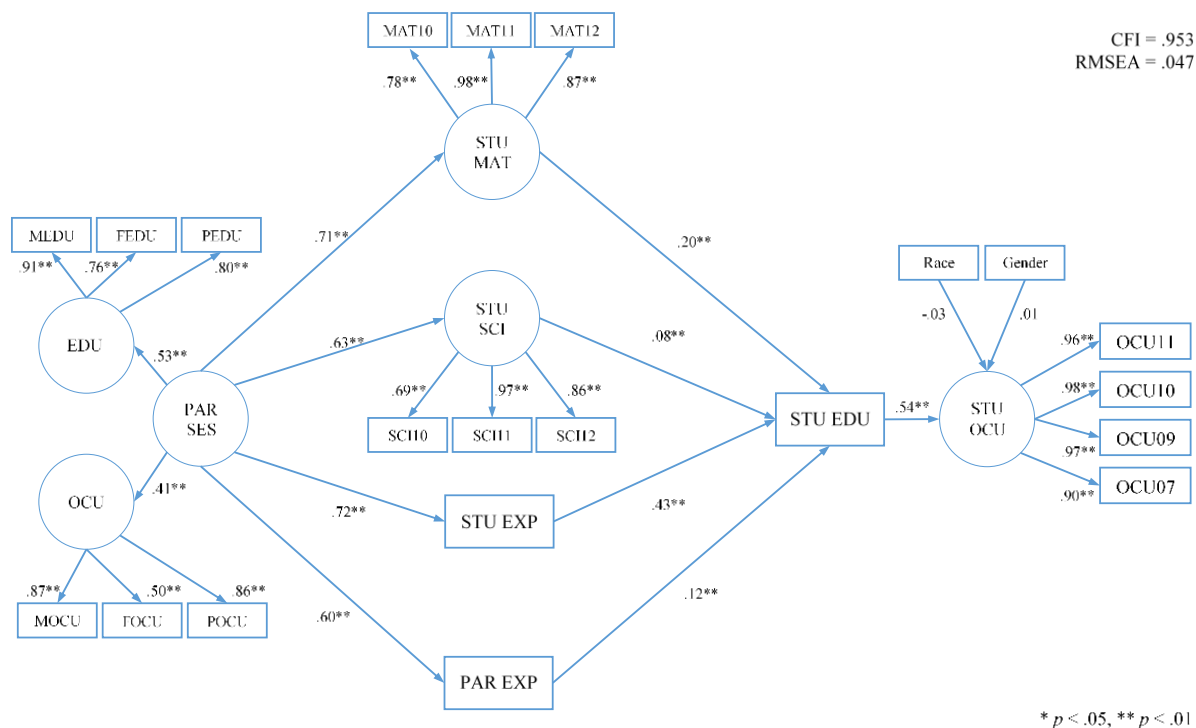 MAT10 MAT11 MAT12
CFI = .953
RMSEA = .047
.78** .98** .87**
STU
MAT
MEDU FEDU PEDU
.91** .76** .80**
.71**
.20**
Race Gender
STU
SCI
EDU
.53**
.63**
.08**
-.03 .01
.69** .97** .86**
SCI10 SCI11 SCI12
PAR
SES
STU EDU
.54**
STU
OCU
.96** OCU11
.98** OCU10
.97** OCU09
.90** OCU07
OCU
.41**
.72**
STU EXP
.43**
.87** .50** .86**
MOCU FOCU POCU
.60**
.12**
PAR EXP
* p < .05, ** p < .01